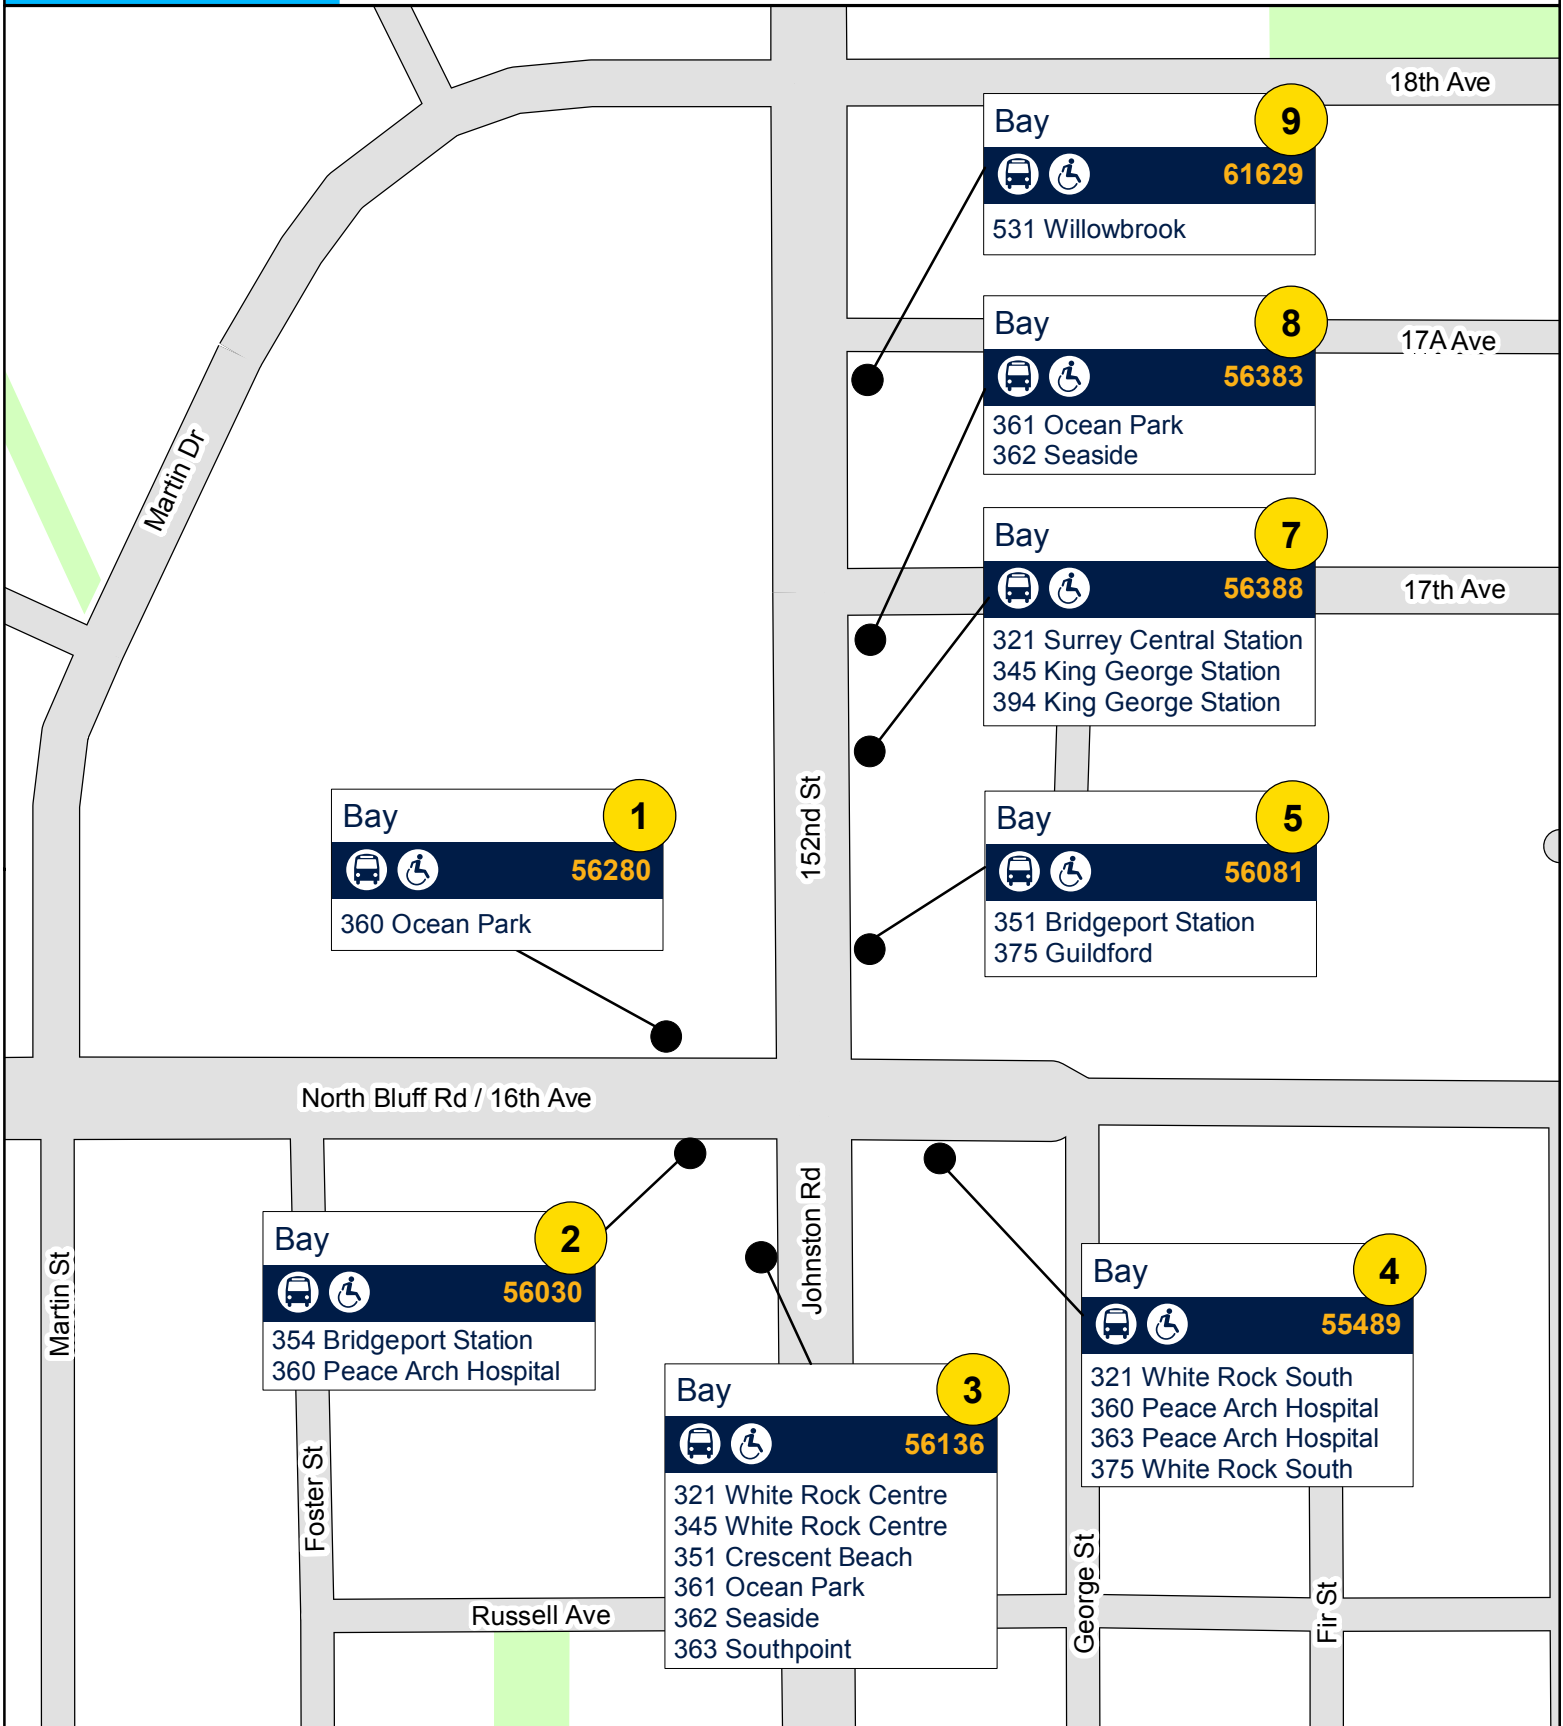 18th Ave
Bay
9
61629
531 Willowbrook
Bay
8
56383
361 Ocean Park
362 Seaside
17A Ave
Martin Dr
Bay
7
56388
321 Surrey Central Station
345 King George Station
394 King George Station
17th Ave
152nd St
Bay
1
56280
360 Ocean Park
Bay
5
56081
351 Bridgeport Station
375 Guildford
North Bluff Rd / 16th Ave
Johnston Rd
Martin St
Bay
2
56030
354 Bridgeport Station
360 Peace Arch Hospital
Bay
4
55489
321 White Rock South
360 Peace Arch Hospital
363 Peace Arch Hospital
375 White Rock South
Bay
3
56136
321 White Rock Centre
345 White Rock Centre
351 Crescent Beach
361 Ocean Park
362 Seaside
363 Southpoint
Foster St
Russell Ave
George St
Fir St